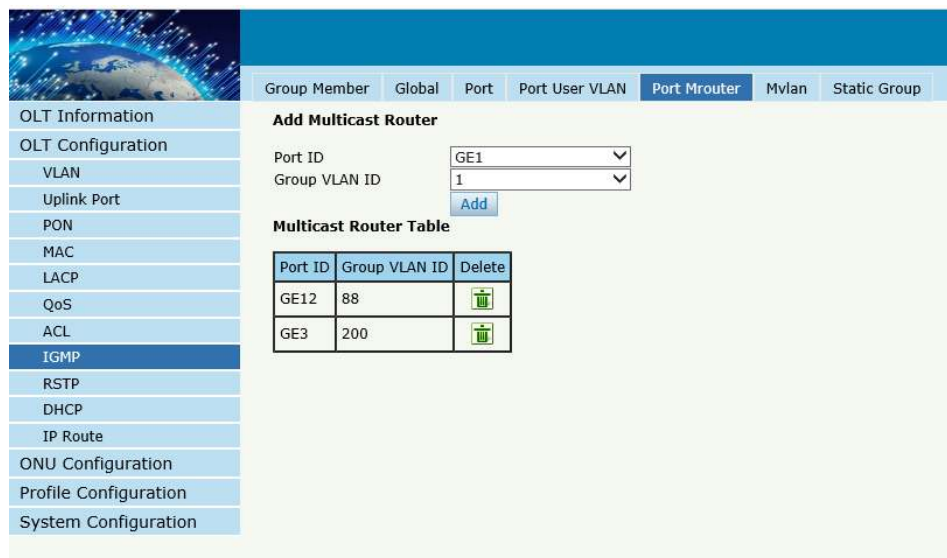 Group Member Global Port Port User VLAN Port Mrouter Mvlan Static Group
OLT Information
OLT Configuration
VLAN
Uplink Port
PON
MAC
LACP
QoS
ACL
IGMP
RSTP
DHCP
IP Route
ONU Configuration
Profile Configuration
System Configuration
Add Multicast Router
Port ID GE1
Group VLAN ID 1
Add
Multicast Router Table
Port ID Group VLAN ID Delete
GE12 88
GE3 200